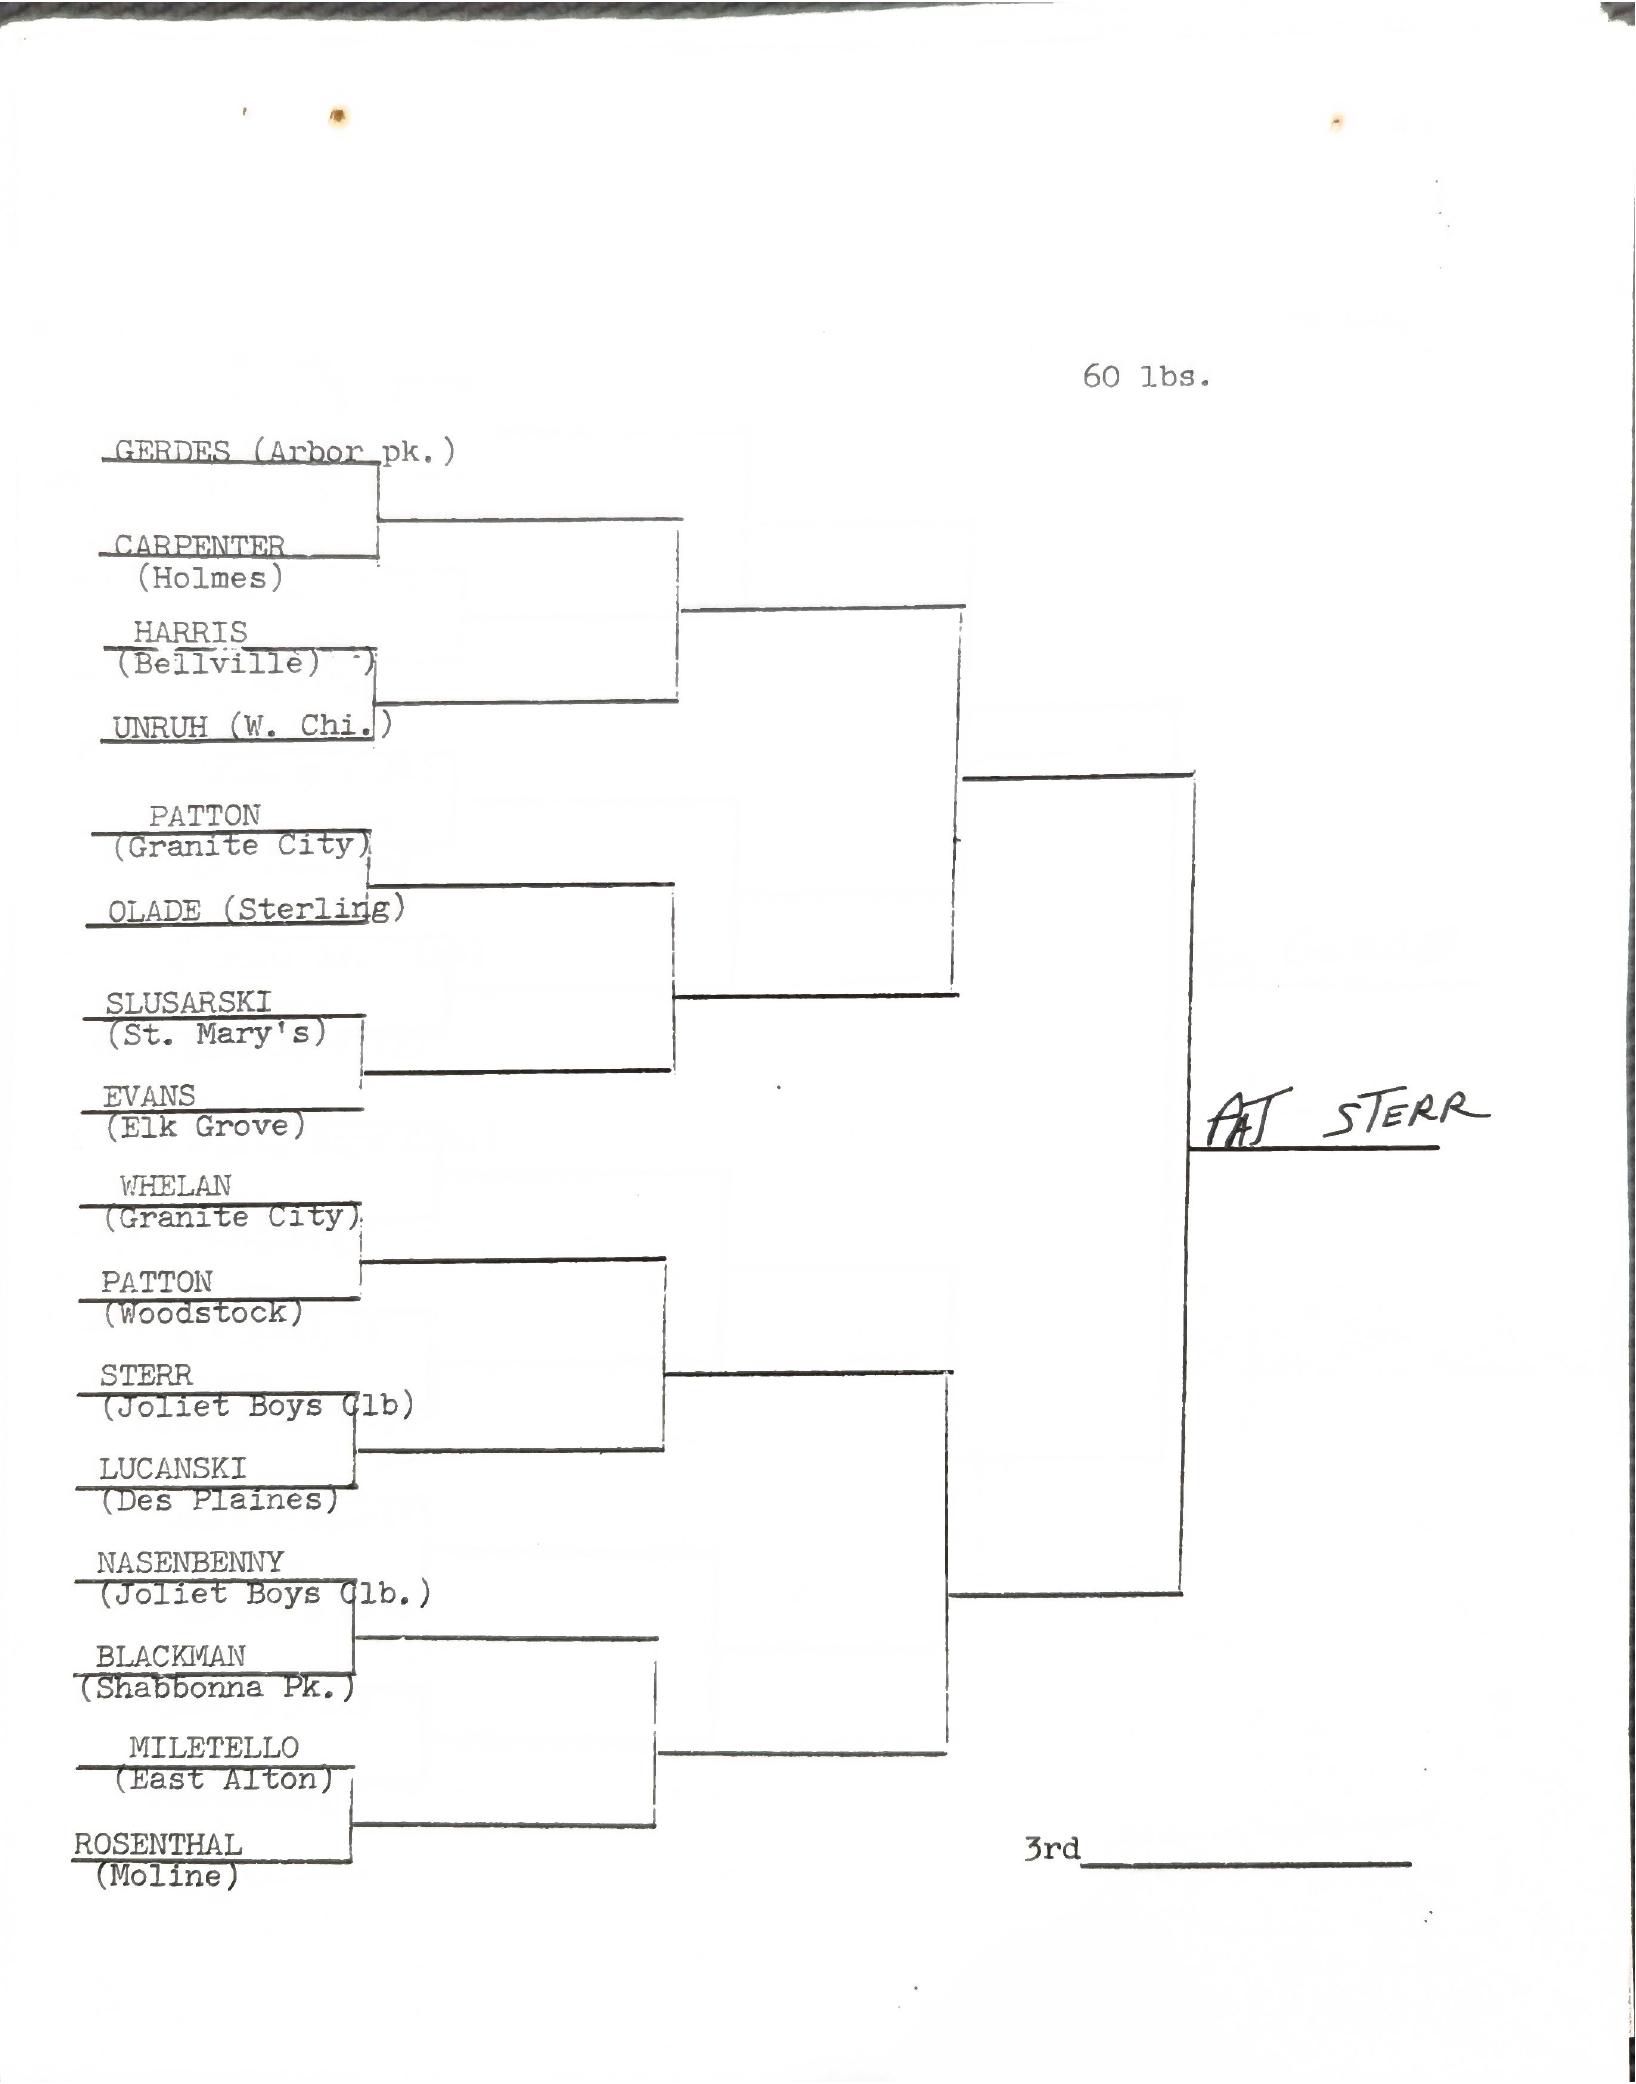 60 lbs.
GERDES (Arbor pk.)
CARPENTER
(Holmes)
HARRIS
(Bellville) )
UNRUH (W. Chi.)
PATTON
(Granite City)
OLADE (Sterling)
SLUSARSKI
(St. Mary's)
EVANS
(Elk Grove)
PAT STERR
WHELAN
(Granite City)
PATTON
(Woodstock)
STERR
(Joliet Boys Clb)
LUCANSKI
(Des Plaines)
NASENBENNY
(Joliet Boys Clb.)
BLACKMAN
(Shabbonna Pk.)
MILETELLO
(East Alton)
ROSENTHAL
(Moline)
3rd